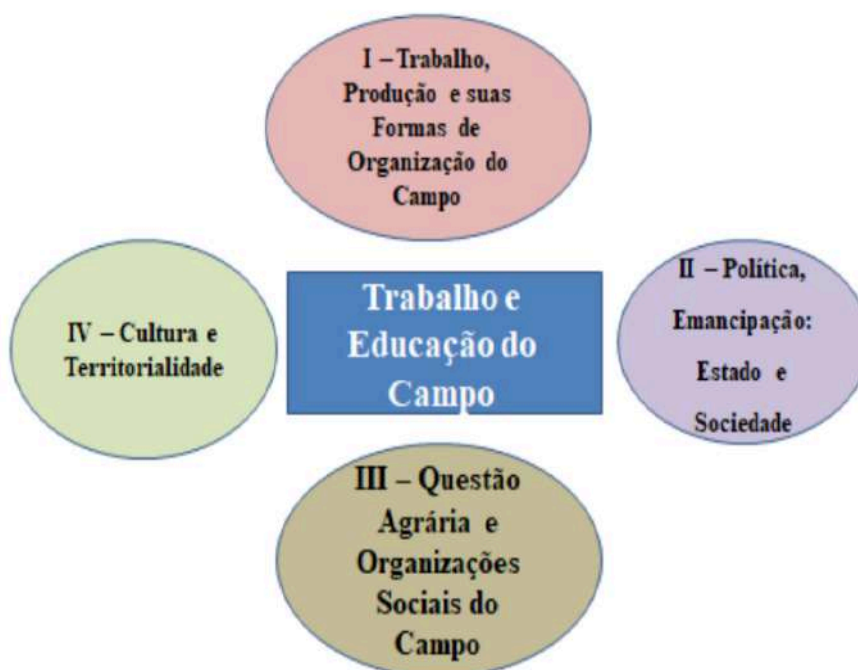 I – Trabalho,
Produção e suas
Formas de
Organização do
Campo
IV – Cultura e
Territorialidade
Trabalho e
Educação do
Campo
II – Política,
Emancipação:
Estado e
Sociedade
III – Questão
Agrária e
Organizações
Sociais do
Campo